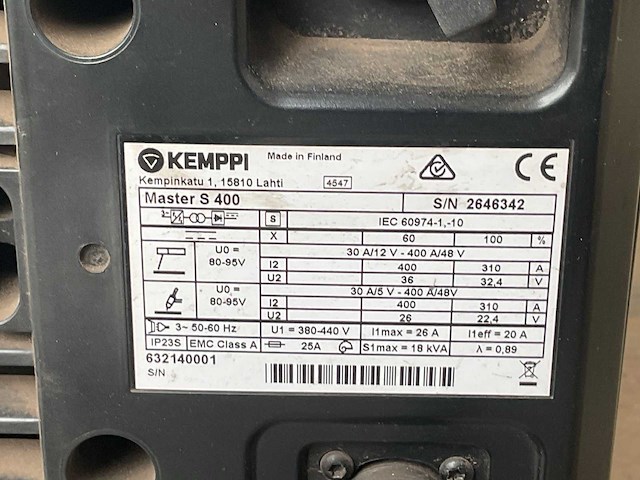 KEMPPI Made in Finland CE
Kempinkatu 1, 15810 Lahti 4547
Master S 400 S/N 2646342
3~ S IEC 60974-1,-10
X 60 100 %
U0 = 80-95V 30 A/12 V - 400 A/48 V
I2 400 310 A
U2 36 32,4 V
U0 = 80-95V 30 A/5 V - 400 A/48V
I2 400 310 A
U2 26 22,4 V
3~ 50-60 Hz U1 = 380-440 V I1max = 26 A I1eff = 20 A
IP23S EMC Class A 25A S1max = 18 kVA λ = 0,89
632140001
S/N